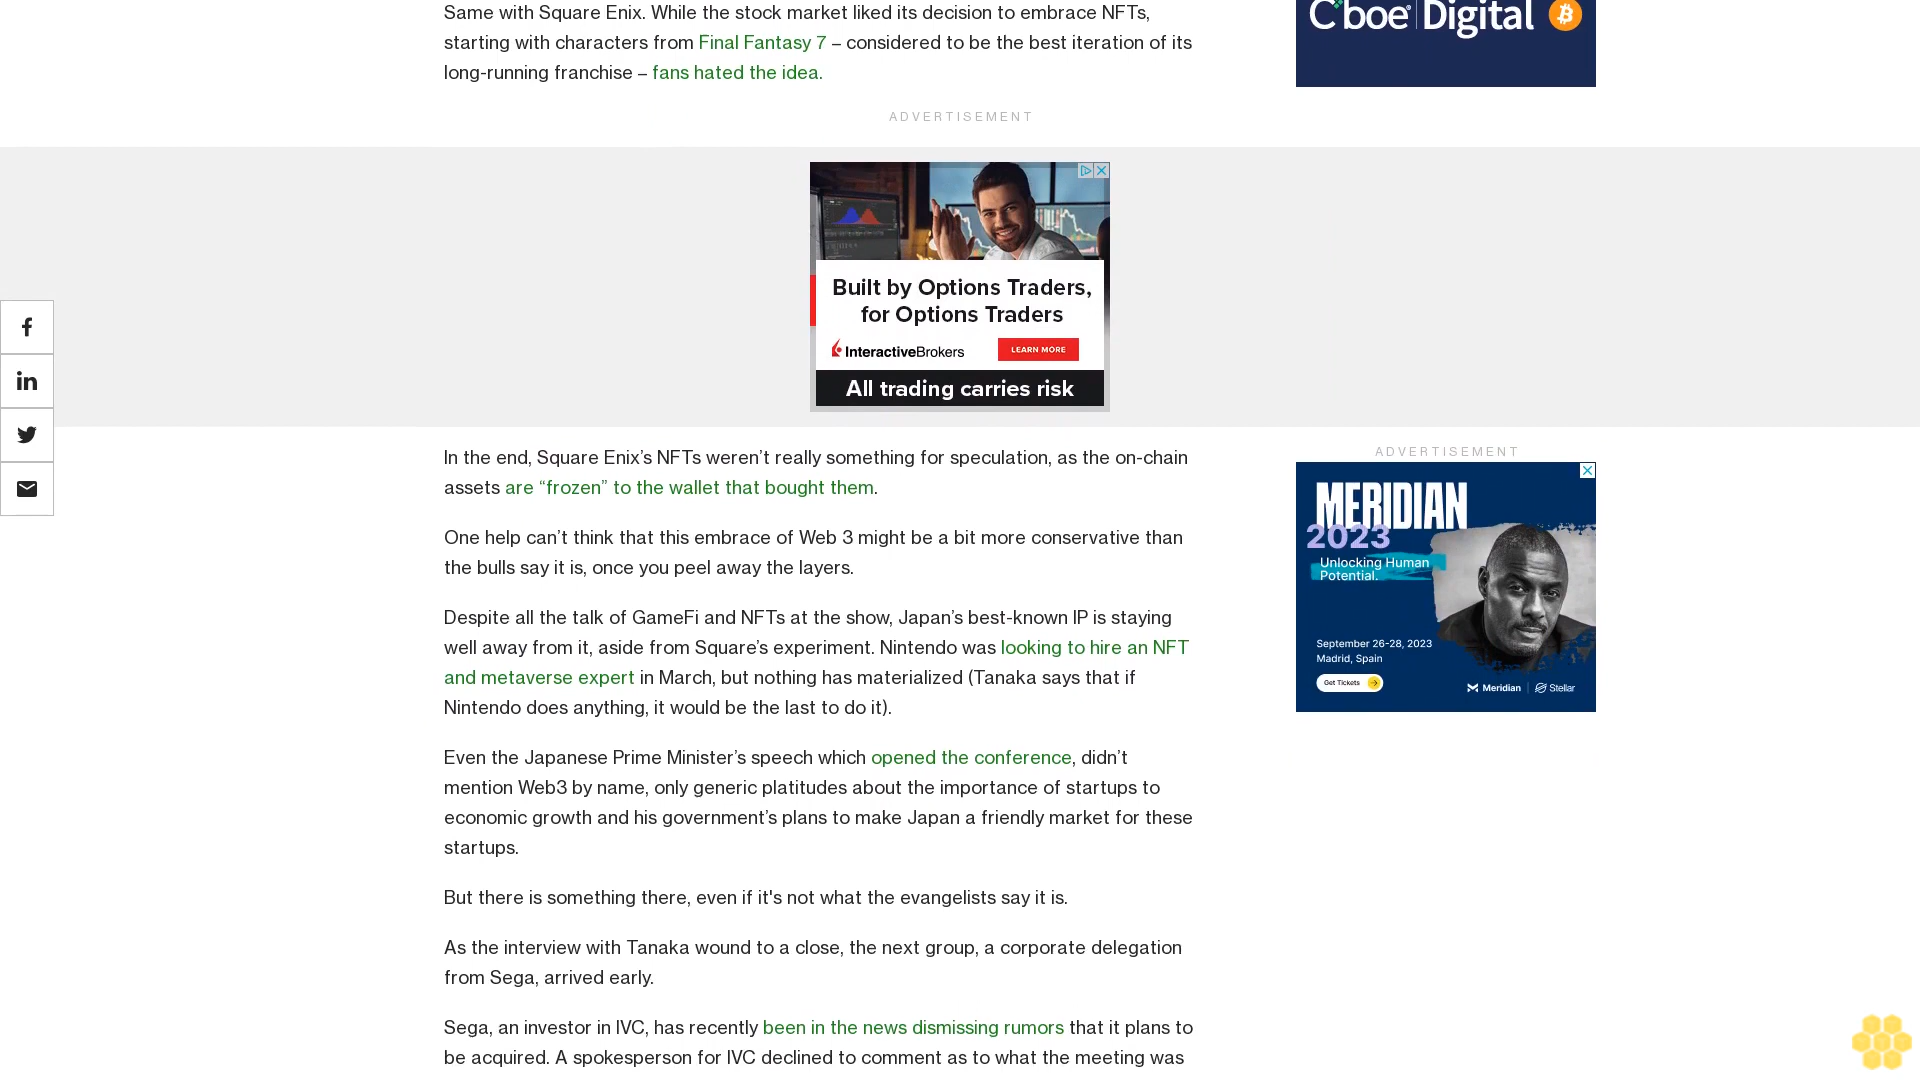 Same with Square Enix. While the stock market liked its decision to embrace NFTs,
starting with characters from Final Fantasy 7 – considered to be the best iteration of its
long-running franchise – fans hated the idea.
Cboe Digital
ADVERTISEMENT
Built by Options Traders,
for Options Traders
InteractiveBrokers
LEARN MORE
All trading carries risk
In the end, Square Enix’s NFTs weren’t really something for speculation, as the on-chain
assets are “frozen” to the wallet that bought them.
One help can’t think that this embrace of Web 3 might be a bit more conservative than
the bulls say it is, once you peel away the layers.
Despite all the talk of GameFi and NFTs at the show, Japan’s best-known IP is staying
well away from it, aside from Square’s experiment. Nintendo was looking to hire an NFT
and metaverse expert in March, but nothing has materialized (Tanaka says that if
Nintendo does anything, it would be the last to do it).
Even the Japanese Prime Minister’s speech which opened the conference, didn’t
mention Web3 by name, only generic platitudes about the importance of startups to
economic growth and his government’s plans to make Japan a friendly market for these
startups.
But there is something there, even if it's not what the evangelists say it is.
As the interview with Tanaka wound to a close, the next group, a corporate delegation
from Sega, arrived early.
Sega, an investor in IVC, has recently been in the news dismissing rumors that it plans to
be acquired. A spokesperson for IVC declined to comment as to what the meeting was
ADVERTISEMENT
MERIDIAN
2023
Unlocking Human
Potential.
September 26-28, 2023
Madrid, Spain
Get Tickets
Meridian
Stellar